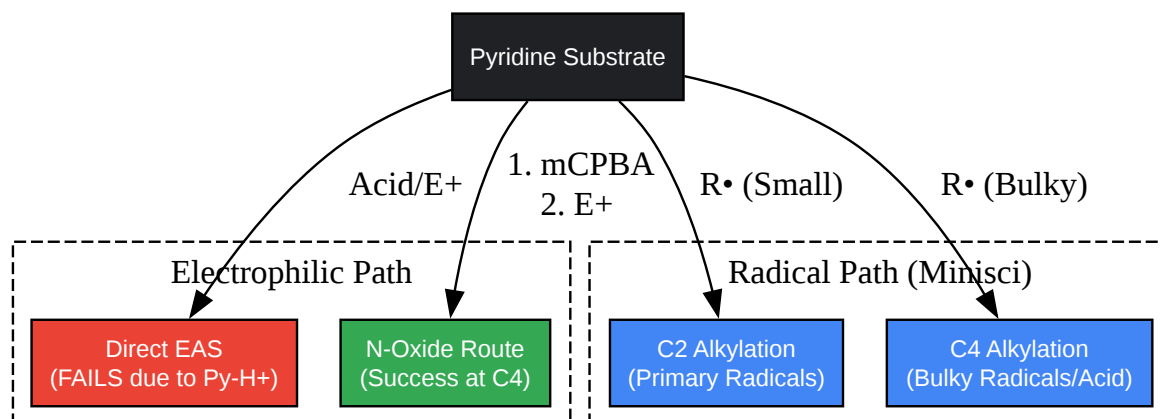 Pyridine Substrate
Acid/E+
1. mCPBA
2. E+
R• (Small)
R• (Bulky)
Electrophilic Path
Radical Path (Minisci)
Direct EAS
(FAILS due to Py-H+)
N-Oxide Route
(Success at C4)
C2 Alkylation
(Primary Radicals)
C4 Alkylation
(Bulky Radicals/Acid)